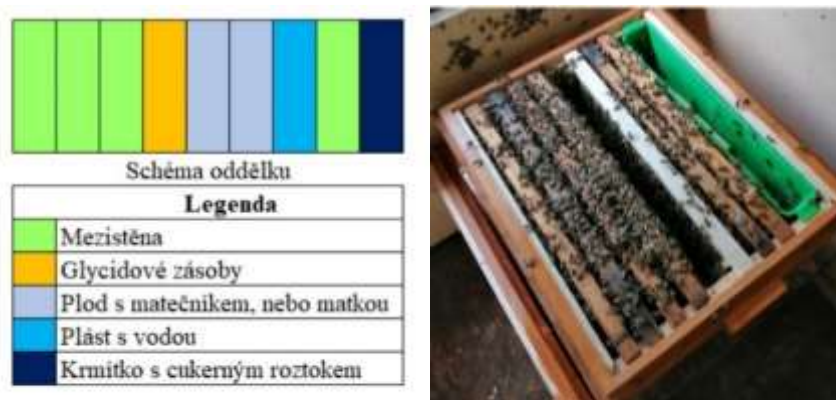 Schéma oddělku
Legenda
Mezistěna
Glycidové zásoby
Plod s matečníkem, nebo matkou
Plást s vodou
Krmítko s cukerným roztokem